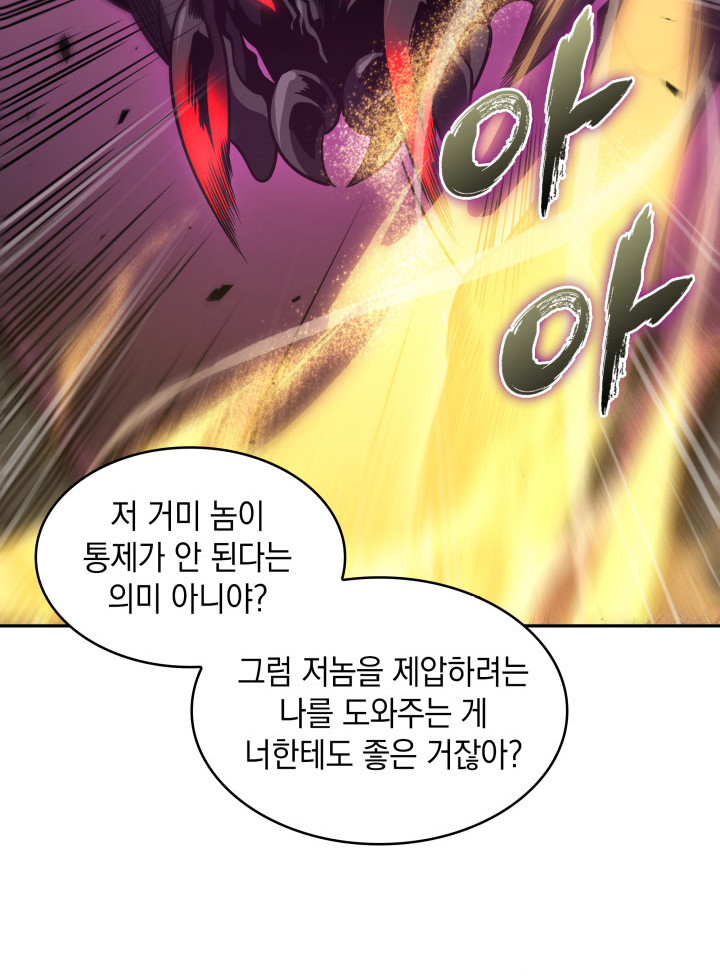 아
아
저 거미 놈이
통제가 안 된다는
의미 아니야?
그럼 저놈을 제압하려는
나를 도와주는 게
너한테도 좋은 거잖아?